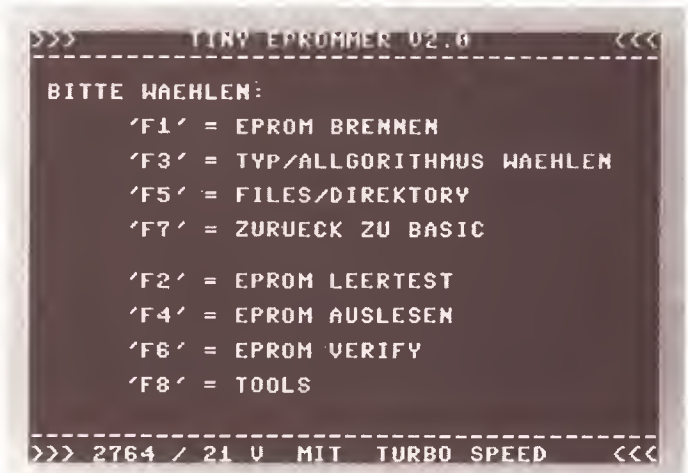 >>> TINY EPROMMER V2.0 <<<
BITTE WAEHLEN:
'F1' = EPROM BRENNEN
'F3' = TYP/ALLGORITHMUS WAEHLEN
'F5' = FILES/DIREKTORY
'F7' = ZURUECK ZU BASIC
'F2' = EPROM LEERTEST
'F4' = EPROM AUSLESEN
'F6' = EPROM VERIFY
'F8' = TOOLS
>>> 2764 / 21 V MIT TURBO SPEED <<<